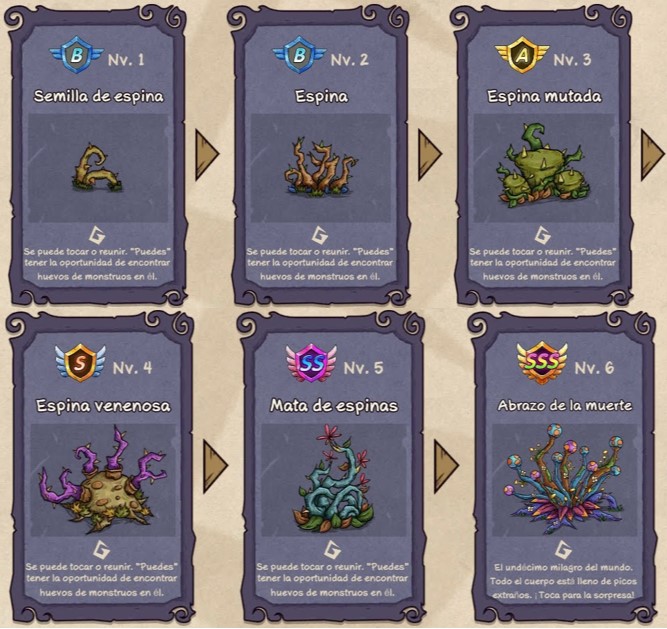 B Nv. 1
Semilla de espina
Se puede tocar o reunir. "Puedes"
tener la oportunidad de encontrar
huevos de monstruos en él.
B Nv. 2
Espina
Se puede tocar o reunir. "Puedes"
tener la oportunidad de encontrar
huevos de monstruos en él.
A Nv. 3
Espina mutada
Se puede tocar o reunir. "Puedes"
tener la oportunidad de encontrar
huevos de monstruos en él.
S Nv. 4
Espina venenosa
Se puede tocar o reunir. "Puedes"
tener la oportunidad de encontrar
huevos de monstruos en él.
SS Nv. 5
Mata de espinas
Se puede tocar o reunir. "Puedes"
tener la oportunidad de encontrar
huevos de monstruos en él.
SSS Nv. 6
Abrazo de la muerte
El undécimo milagro del mundo.
Todo el cuerpo está lleno de picos
extraños. ¡Toca para la sorpresa!